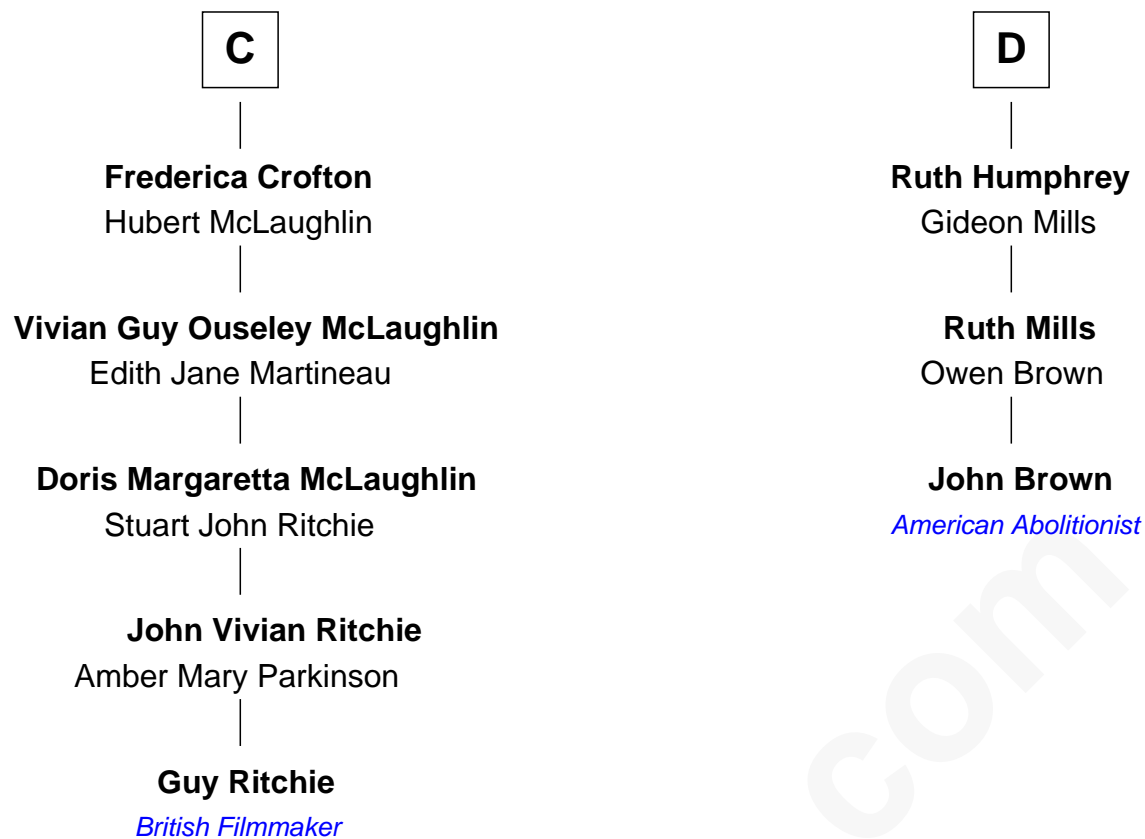 C
Frederica Crofton
Hubert McLaughlin
Vivian Guy Ouseley McLaughlin
Edith Jane Martineau
Doris Margaretta McLaughlin
Stuart John Ritchie
John Vivian Ritchie
Amber Mary Parkinson
Guy Ritchie
British Filmmaker
D
Ruth Humphrey
Gideon Mills
Ruth Mills
Owen Brown
John Brown
American Abolitionist
com